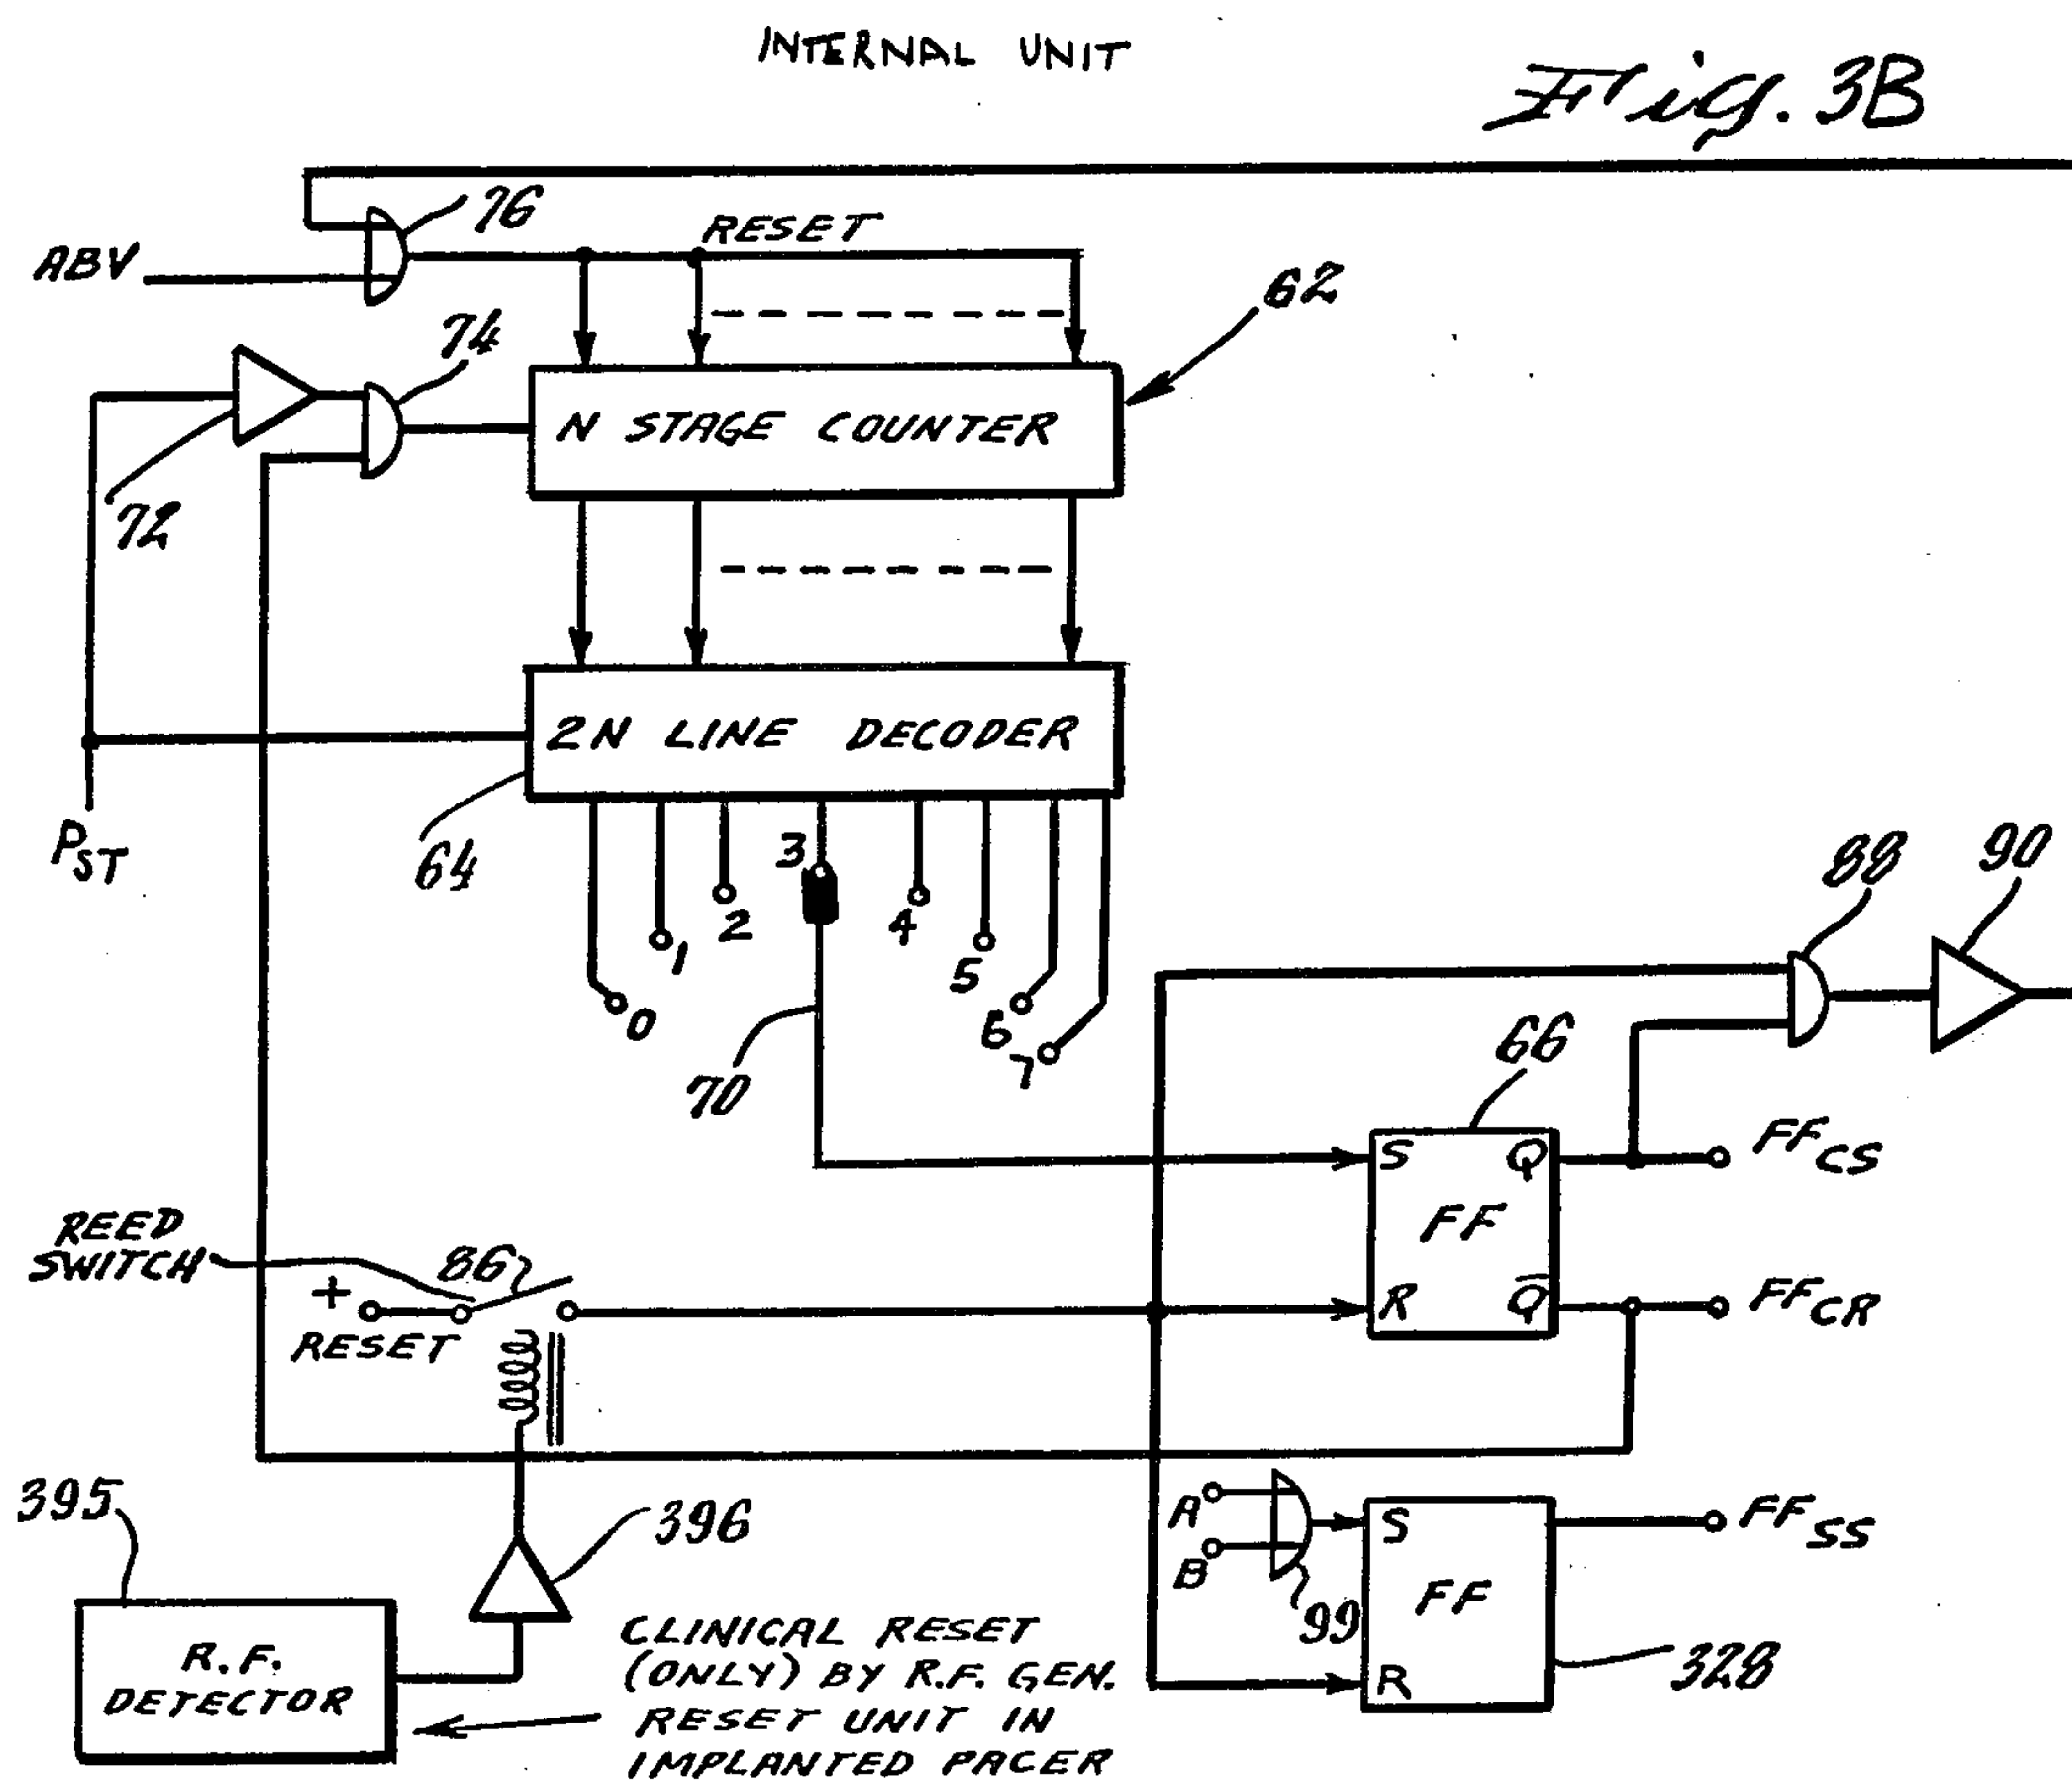 INTERNAL UNIT
Fig. 3B
76
RESET
ABV
62
74
N STAGE COUNTER
72
2N LINE DECODER
PST
64
3
2
4
1
5
0
6
7
70
88
90
66
S Q
FFCS
FF
R Q̅
FFCR
REED
SWITCH
86
+
RESET
395
396
A
B
99
S
FFSS
FF
R
328
R.F.
DETECTOR
CLINICAL RESET
(ONLY) BY R.F. GEN.
RESET UNIT IN
IMPLANTED PACER